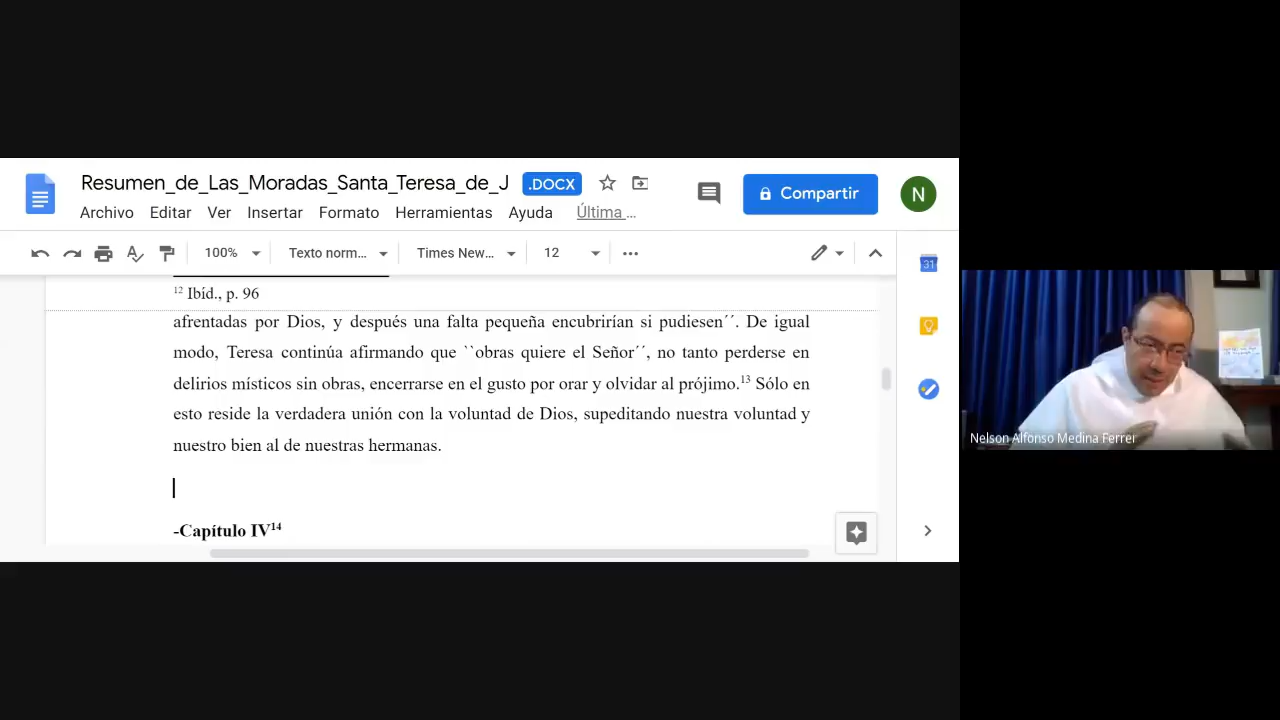 Resumen_de_Las_Moradas_Santa_Teresa_de_J
.DOCX
Compartir
N
Archivo Editar Ver Insertar Formato Herramientas Ayuda Última ...
100% Texto norm... Times New... 12
31
12 Ibíd., p. 96
afrentadas por Dios, y después una falta pequeña encubrirían si pudiesen´´. De igual
modo, Teresa continúa afirmando que ``obras quiere el Señor´´, no tanto perderse en
delirios místicos sin obras, encerrarse en el gusto por orar y olvidar al prójimo.13 Sólo en
esto reside la verdadera unión con la voluntad de Dios, supeditando nuestra voluntad y
nuestro bien al de nuestras hermanas.
-Capítulo IV14
Nelson Alfonso Medina Ferrer